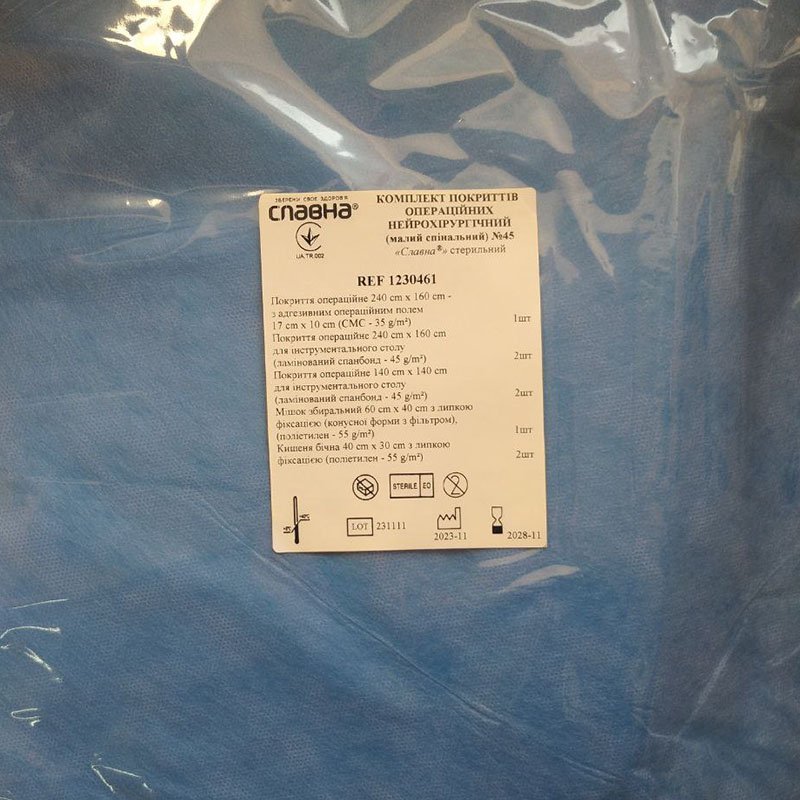 ЗБЕРЕЖИ СВОЄ ЗДОРОВ'Я
СЛАВНА®
UA.TR.002
КОМПЛЕКТ ПОКРИТТІВ
ОПЕРАЦІЙНИХ
НЕЙРОХІРУРГІЧНИЙ
(малий спінальний) №45
«Славна®» стерильний
REF 1230461
Покриття операційне 240 cm x 160 cm -
з адгезивним операційним полем
17 cm x 10 cm (СМС - 35 g/m²) 1шт
Покриття операційне 240 cm x 160 cm
для інструментального столу
(ламінований спанбонд - 45 g/m²) 2шт
Покриття операційне 140 cm x 140 cm
для інструментального столу
(ламінований спанбонд - 45 g/m²) 2шт
Мішок збиральний 60 cm x 40 cm з липкою
фіксацією (конусної форми з фільтром),
(поліетилен - 55 g/m²) 1шт
Кишеня бічна 40 cm x 30 cm з липкою
фіксацією (поліетилен - 55 g/m²) 2шт
STERILE EO 2
LOT 231111
2023-11
2028-11